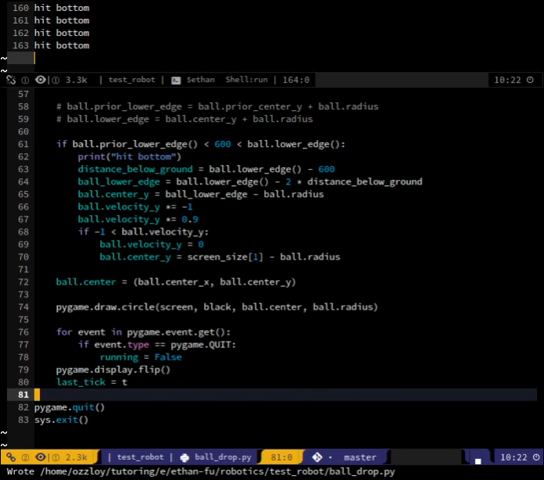 160 hit bottom
161 hit bottom
162 hit bottom
163 hit bottom
~
~
3.3k | test_robot | $ethan Shell:run | 164:0 10:22
57
58 # ball.prior_lower_edge = ball.prior_center_y + ball.radius
59 # ball.lower_edge = ball.center_y + ball.radius
60
61 if ball.prior_lower_edge() < 600 < ball.lower_edge():
62 print("hit bottom")
63 distance_below_ground = ball.lower_edge() - 600
64 ball_lower_edge = ball.lower_edge() - 2 * distance_below_ground
65 ball.center_y = ball_lower_edge - ball.radius
66 ball.velocity_y *= -1
67 ball.velocity_y *= 0.9
68 if -1 < ball.velocity_y:
69 ball.velocity_y = 0
70 ball.center_y = screen_size[1] - ball.radius
71
72 ball.center = (ball.center_x, ball.center_y)
73
74 pygame.draw.circle(screen, black, ball.center, ball.radius)
75
76 for event in pygame.event.get():
77 if event.type == pygame.QUIT:
78 running = False
79 pygame.display.flip()
80 last_tick = t
81
82 pygame.quit()
83 sys.exit()
~
~
2.3k | test_robot ball_drop.py 81:0 master 10:22
Wrote /home/ozzloy/tutoring/e/ethan-fu/robotics/test_robot/ball_drop.py